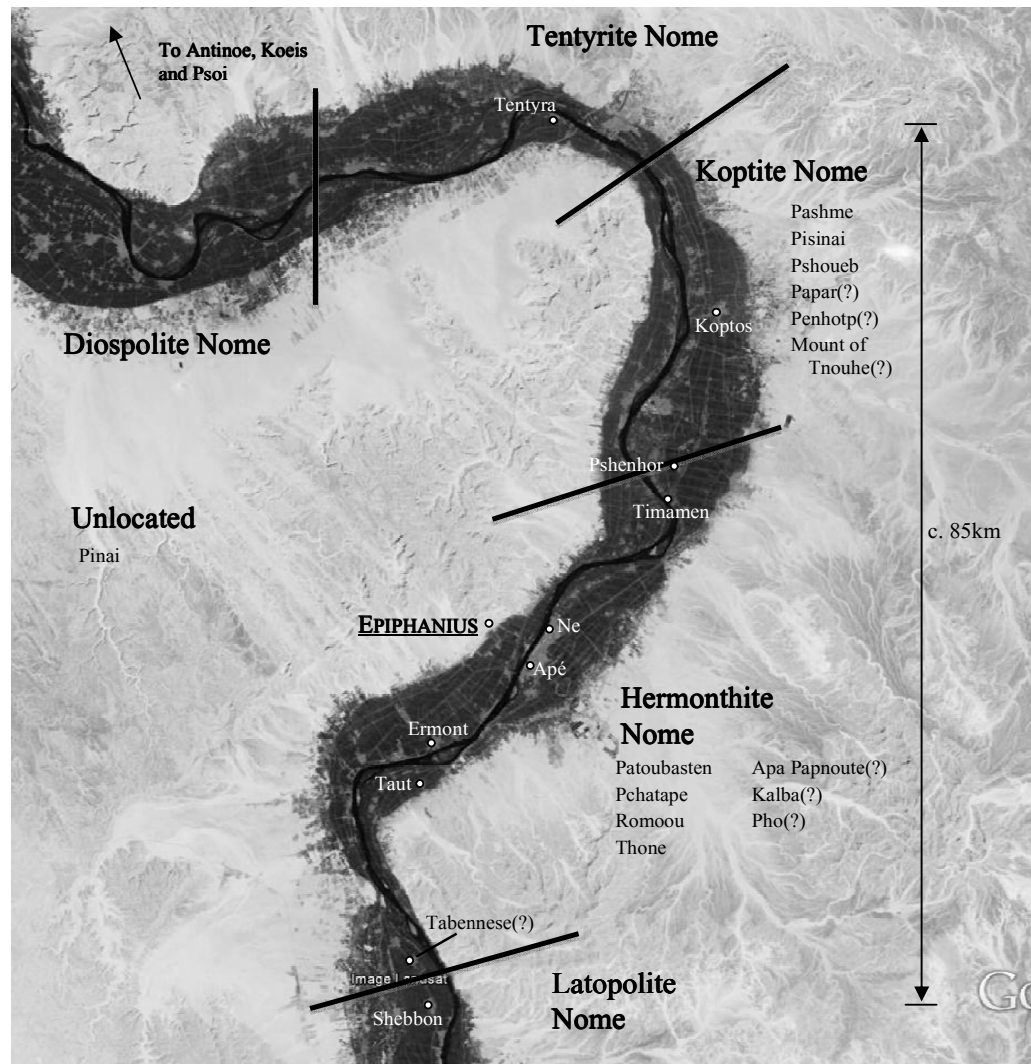 Tentyrite Nome
To Antinoe, Koeis
and Psoi
Tentyra
Koptite Nome
Pashme
Pisinai
Pshoueb
Papar(?)
Penhotp(?)
Mount of
Tnouhe(?)
Koptos
Diospolite Nome
Pshenhor
Timamen
Unlocated
Pinai
c. 85km
EPIPHANIUS
Ne
Apé
Hermonthite
Nome
Ermont
Taut
Patoubasten
Pchatape
Romoou
Thone
Apa Papnoute(?)
Kalba(?)
Pho(?)
Tabennese(?)
Latopolite
Nome
Shebbon